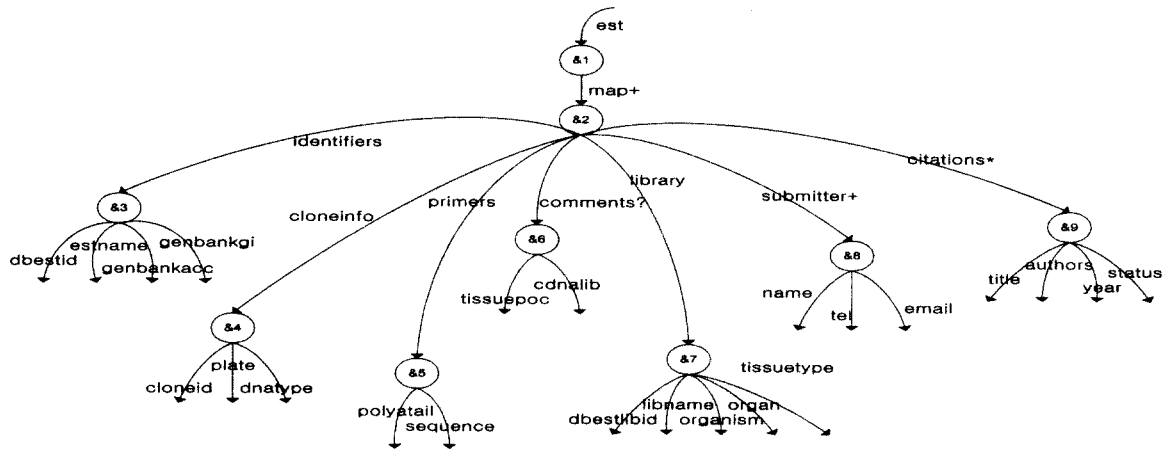 est
&1
map+
&2
identifiers
citations*
library
primers
comments?
submitter+
cloneinfo
&3
&9
&6
&8
estname
genbankgi
dbestid
genbankacc
authors
title
status
year
tissuepoc
cdnalib
name
tel
email
&4
&7
&5
plate
cloneid
dnatype
tissuetype
polyatail
sequence
libname
organ
dbestlibid
organism